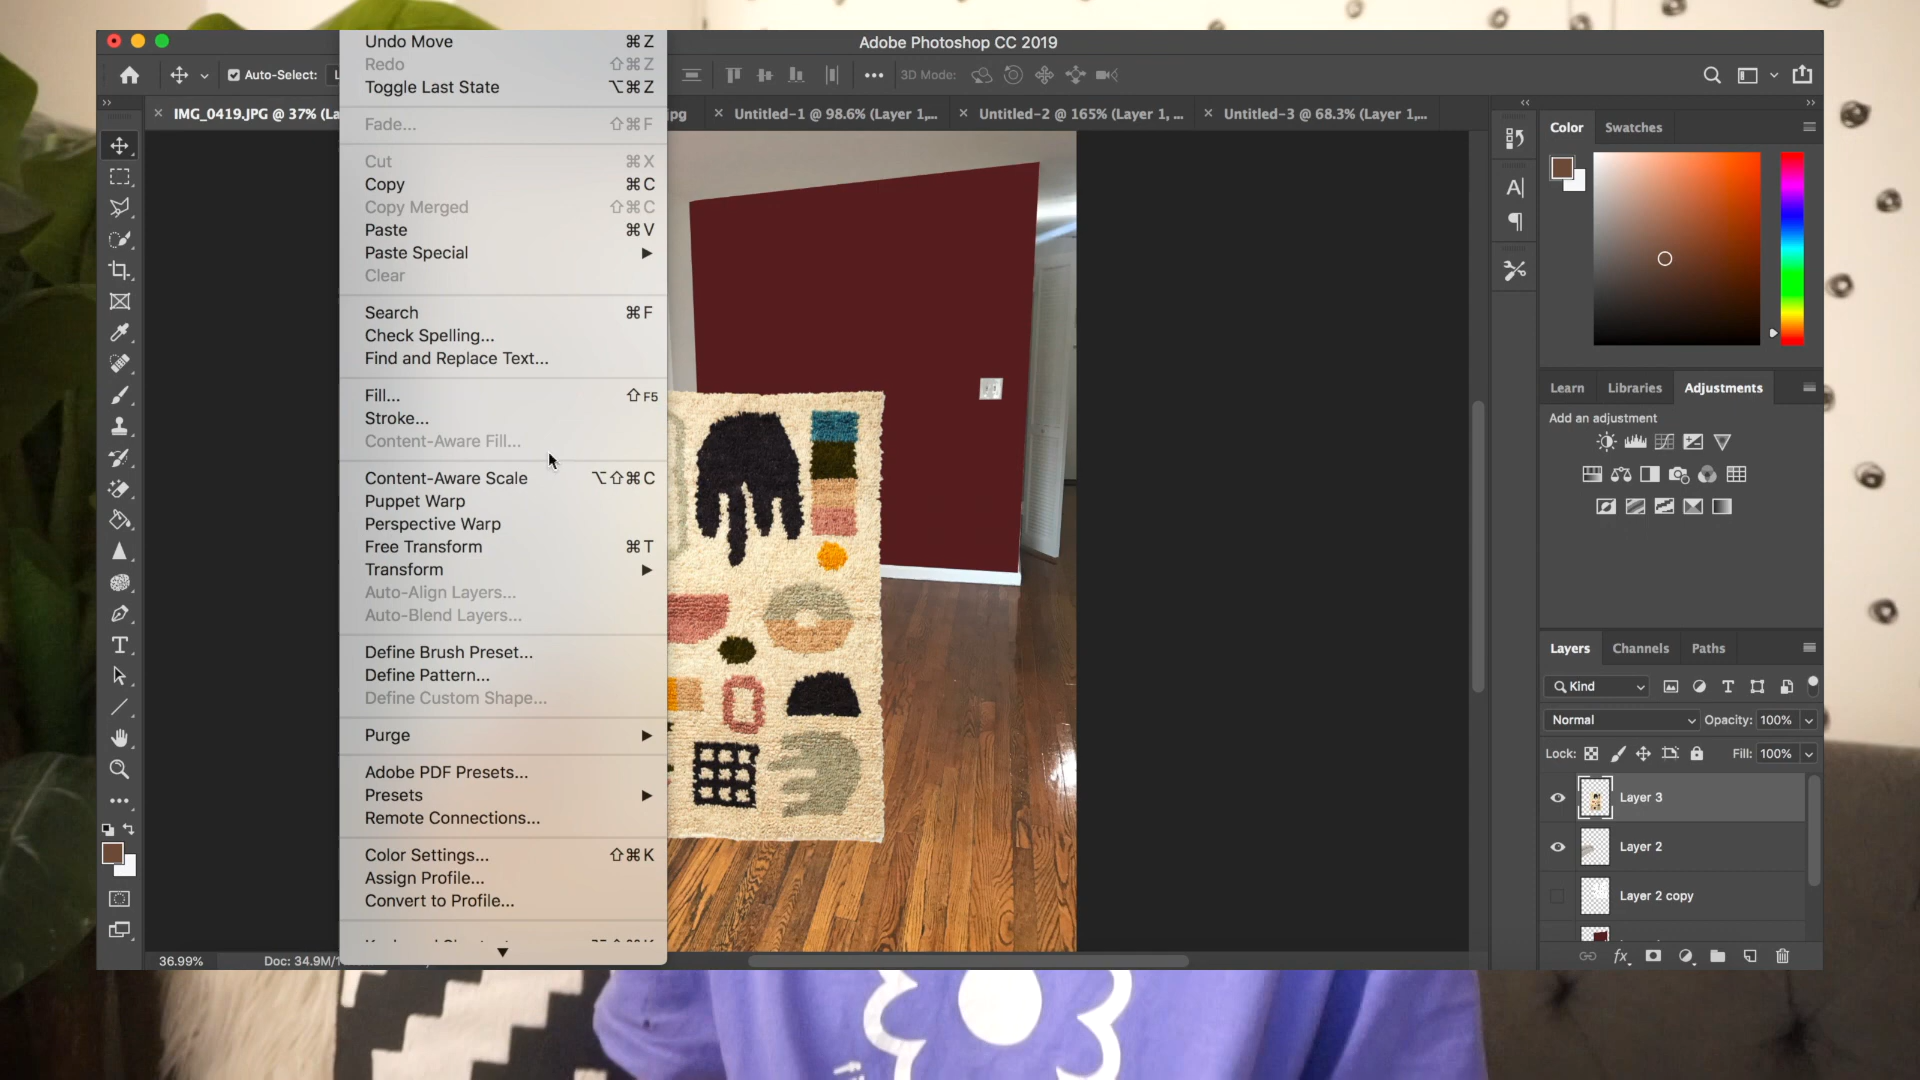 Adobe Photoshop CC 2019
Auto-Select:
3D Mode:
IMG_0419.JPG @ 37% (La
pg
Untitled-1 @ 98.6% (Layer 1,...
Untitled-2 @ 165% (Layer 1, ...
Untitled-3 @ 68.3% (Layer 1,...
Undo Move ⌘Z
Redo ⇧⌘Z
Toggle Last State ⌥⌘Z
Fade... ⇧⌘F
Cut ⌘X
Copy ⌘C
Copy Merged ⇧⌘C
Paste ⌘V
Paste Special
Clear
Search ⌘F
Check Spelling...
Find and Replace Text...
Fill... ⇧F5
Stroke...
Content-Aware Fill...
Content-Aware Scale ⌥⇧⌘C
Puppet Warp
Perspective Warp
Free Transform ⌘T
Transform
Auto-Align Layers...
Auto-Blend Layers...
Define Brush Preset...
Define Pattern...
Define Custom Shape...
Purge
Adobe PDF Presets...
Presets
Remote Connections...
Color Settings... ⇧⌘K
Assign Profile...
Convert to Profile...
36.99%
Doc: 34.9M/
Color
Swatches
Learn
Libraries
Adjustments
Add an adjustment
Layers
Channels
Paths
Kind
Normal
Opacity: 100%
Lock:
Fill: 100%
Layer 3
Layer 2
Layer 2 copy